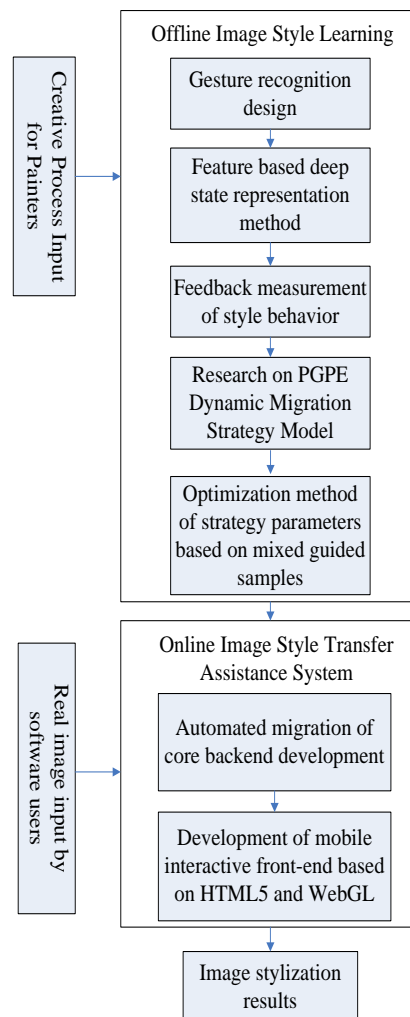 Offline Image Style Learning
Creative Process Input
for Painters
Gesture recognition
design
Feature based deep
state representation
method
Feedback measurement
of style behavior
Research on PGPE
Dynamic Migration
Strategy Model
Optimization method
of strategy parameters
based on mixed guided
samples
Online Image Style Transfer
Assistance System
Real image input by
software users
Automated migration of
core backend development
Development of mobile
interactive front-end based
on HTML5 and WebGL
Image stylization
results